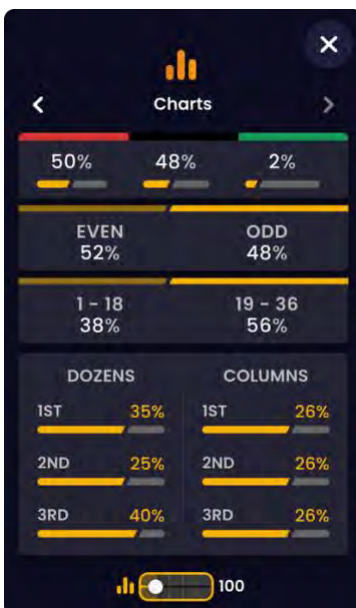 Charts
50% 48% 2%
EVEN ODD
52% 48%
1 - 18 19 - 36
38% 56%
DOZENS COLUMNS
1ST 35% 1ST 26%
2ND 25% 2ND 26%
3RD 40% 3RD 26%
100